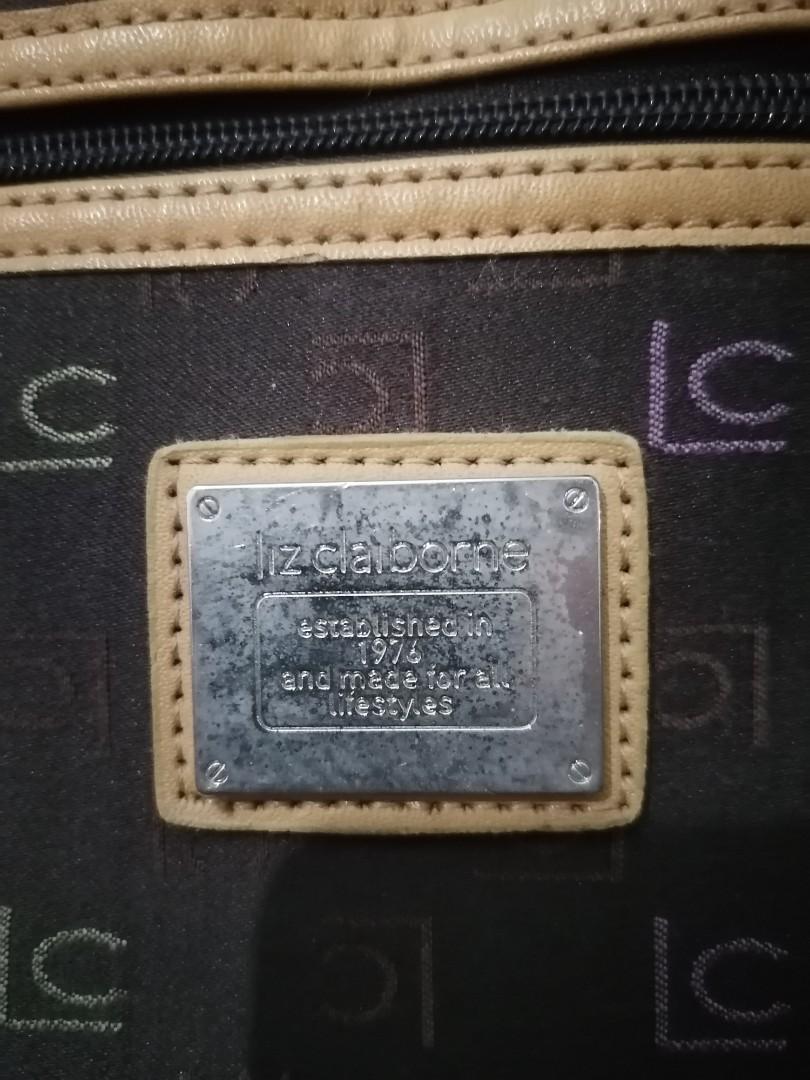 LC
LC
liz claiborne
established in
1976
and made for all
lifestyles
LC
LC